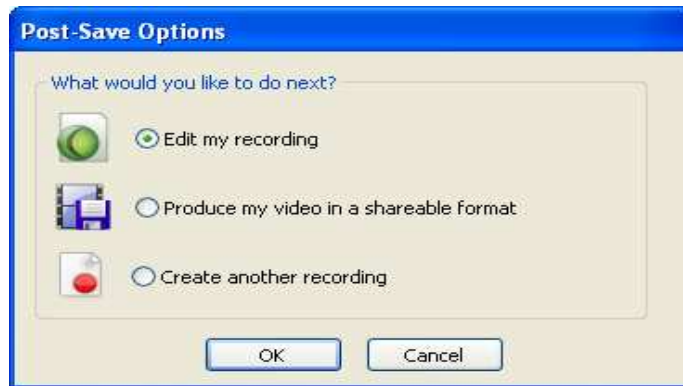 Post-Save Options
What would you like to do next?
Edit my recording
Produce my video in a shareable format
Create another recording
OK
Cancel